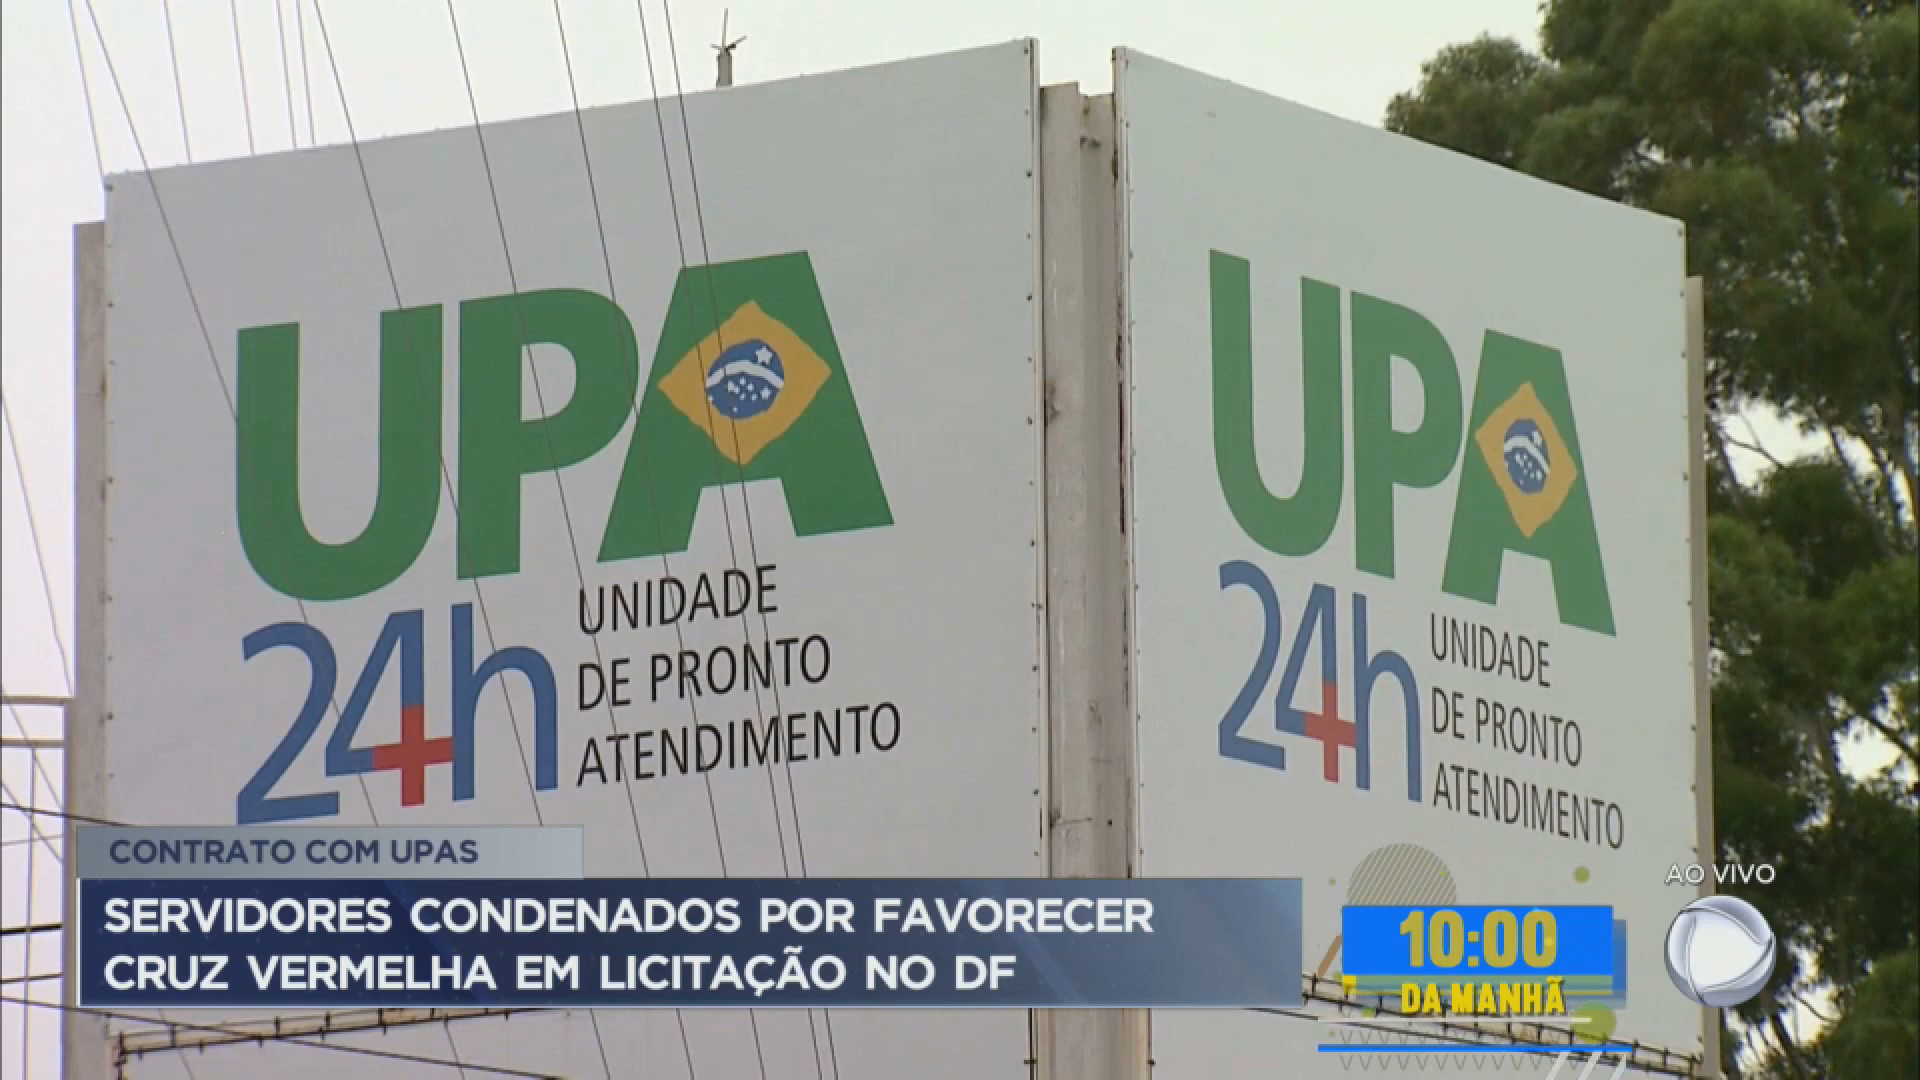 UPA
24h
UNIDADE
DE PRONTO
ATENDIMENTO
UPA
24h
UNIDADE
DE PRONTO
ATENDIMENTO
CONTRATO COM UPAS
SERVIDORES CONDENADOS POR FAVORECER
CRUZ VERMELHA EM LICITAÇÃO NO DF
10:00
DA MANHÃ
AO VIVO